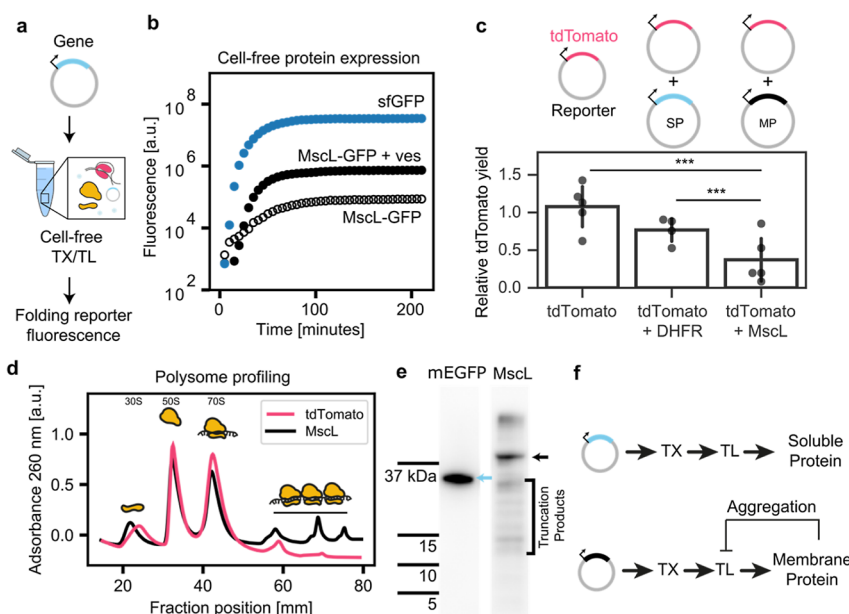 a
Gene
Cell-free
TX/TL
Folding reporter
fluorescence
b
Cell-free protein expression
Fluorescence [a.u.]
10^8
10^6
10^4
10^2
sfGFP
MscL-GFP + ves
MscL-GFP
0
100
200
Time [minutes]
c
tdTomato
Reporter
+
SP
+
MP
Relative tdTomato yield
1.5
1.0
0.5
0.0
***
***
tdTomato
tdTomato
+ DHFR
tdTomato
+ MscL
d
Polysome profiling
Adsorbance 260 nm [a.u.]
1.0
0.5
0.0
30S
50S
70S
tdTomato
MscL
20
40
60
80
Fraction position [mm]
e
mEGFP
MscL
37 kDa
15
10
5
Truncation
Products
f
TX
TL
Soluble
Protein
Aggregation
TX
TL
Membrane
Protein